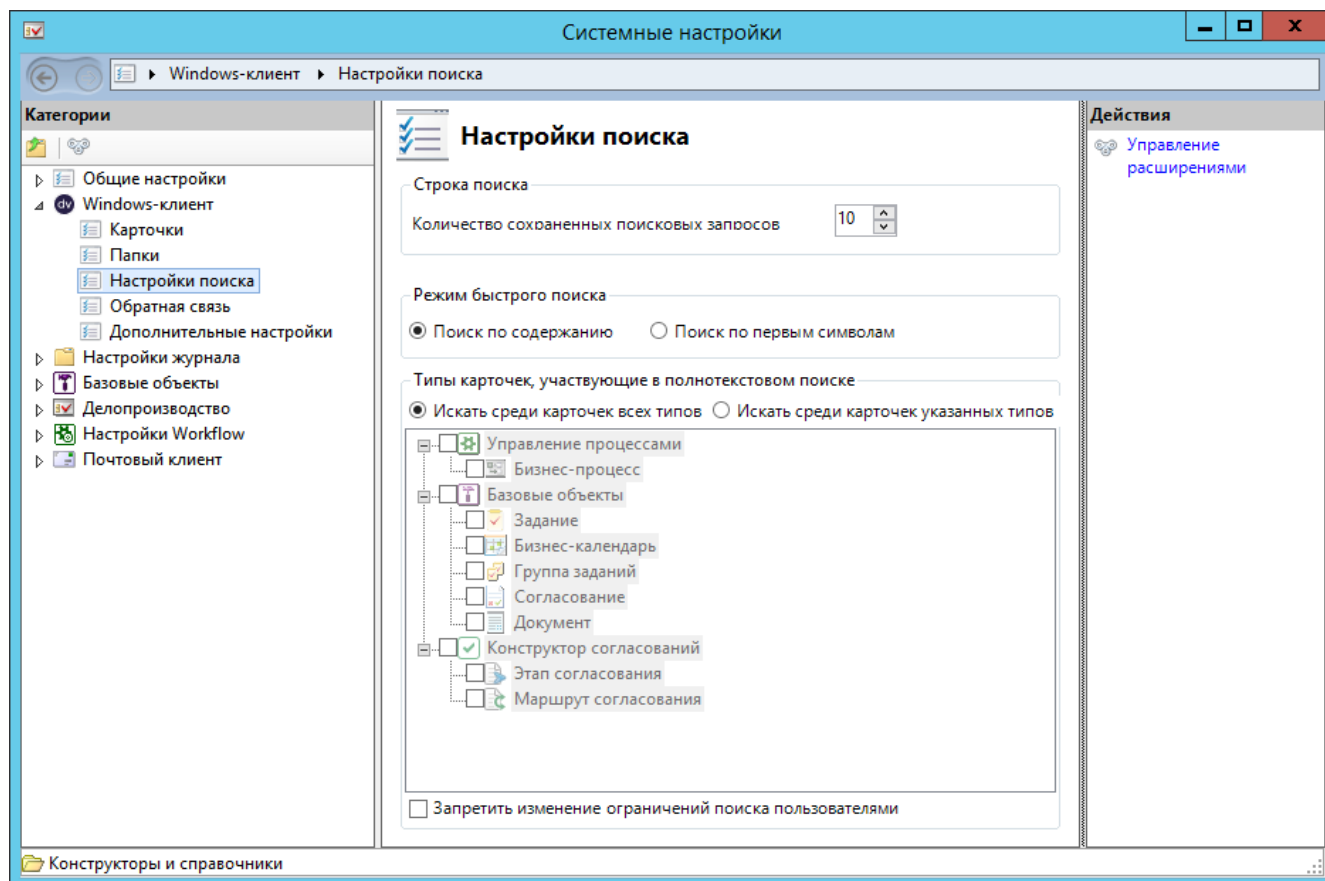 Системные настройки
Windows-клиент Настройки поиска
Категории
Общие настройки
Windows-клиент
Карточки
Папки
Настройки поиска
Обратная связь
Дополнительные настройки
Настройки журнала
Базовые объекты
Делопроизводство
Настройки Workflow
Почтовый клиент
Настройки поиска
Строка поиска
Количество сохраненных поисковых запросов 10
Режим быстрого поиска
Поиск по содержанию Поиск по первым символам
Типы карточек, участвующие в полнотекстовом поиске
Искать среди карточек всех типов Искать среди карточек указанных типов
Управление процессами
Бизнес-процесс
Базовые объекты
Задание
Бизнес-календарь
Группа заданий
Согласование
Документ
Конструктор согласований
Этап согласования
Маршрут согласования
Запретить изменение ограничений поиска пользователями
Действия
Управление
расширениями
Конструкторы и справочники